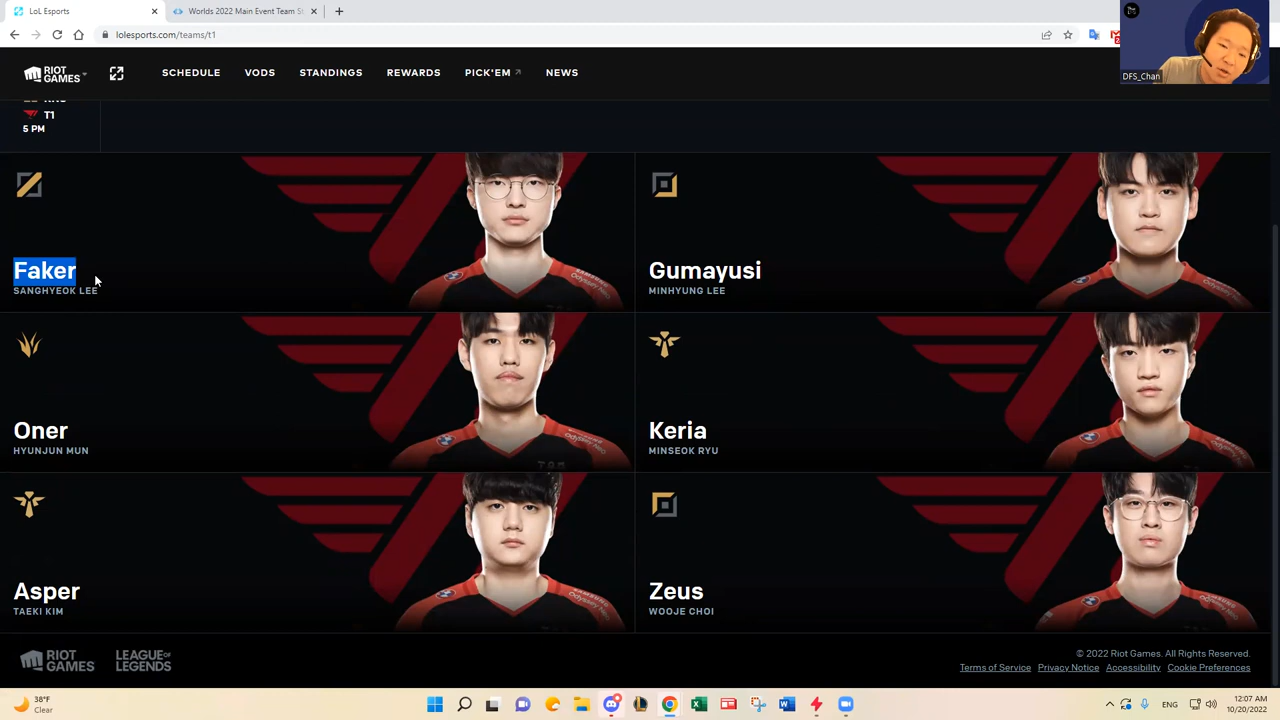 LoL Esports
Worlds 2022 Main Event Team St
lolesports.com/teams/t1
DFS_Chan
RIOT GAMES
SCHEDULE
VODS
STANDINGS
REWARDS
PICK'EM
NEWS
T1
5 PM
Faker
SANGHYEOK LEE
Gumayusi
MINHYUNG LEE
Oner
HYUNJUN MUN
Keria
MINSEOK RYU
Asper
TAEKI KIM
Zeus
WOOJE CHOI
RIOT GAMES
LEAGUE OF LEGENDS
© 2022 Riot Games. All Rights Reserved.
Terms of Service Privacy Notice Accessibility Cookie Preferences
38°F
Clear
ENG
12:07 AM
10/20/2022